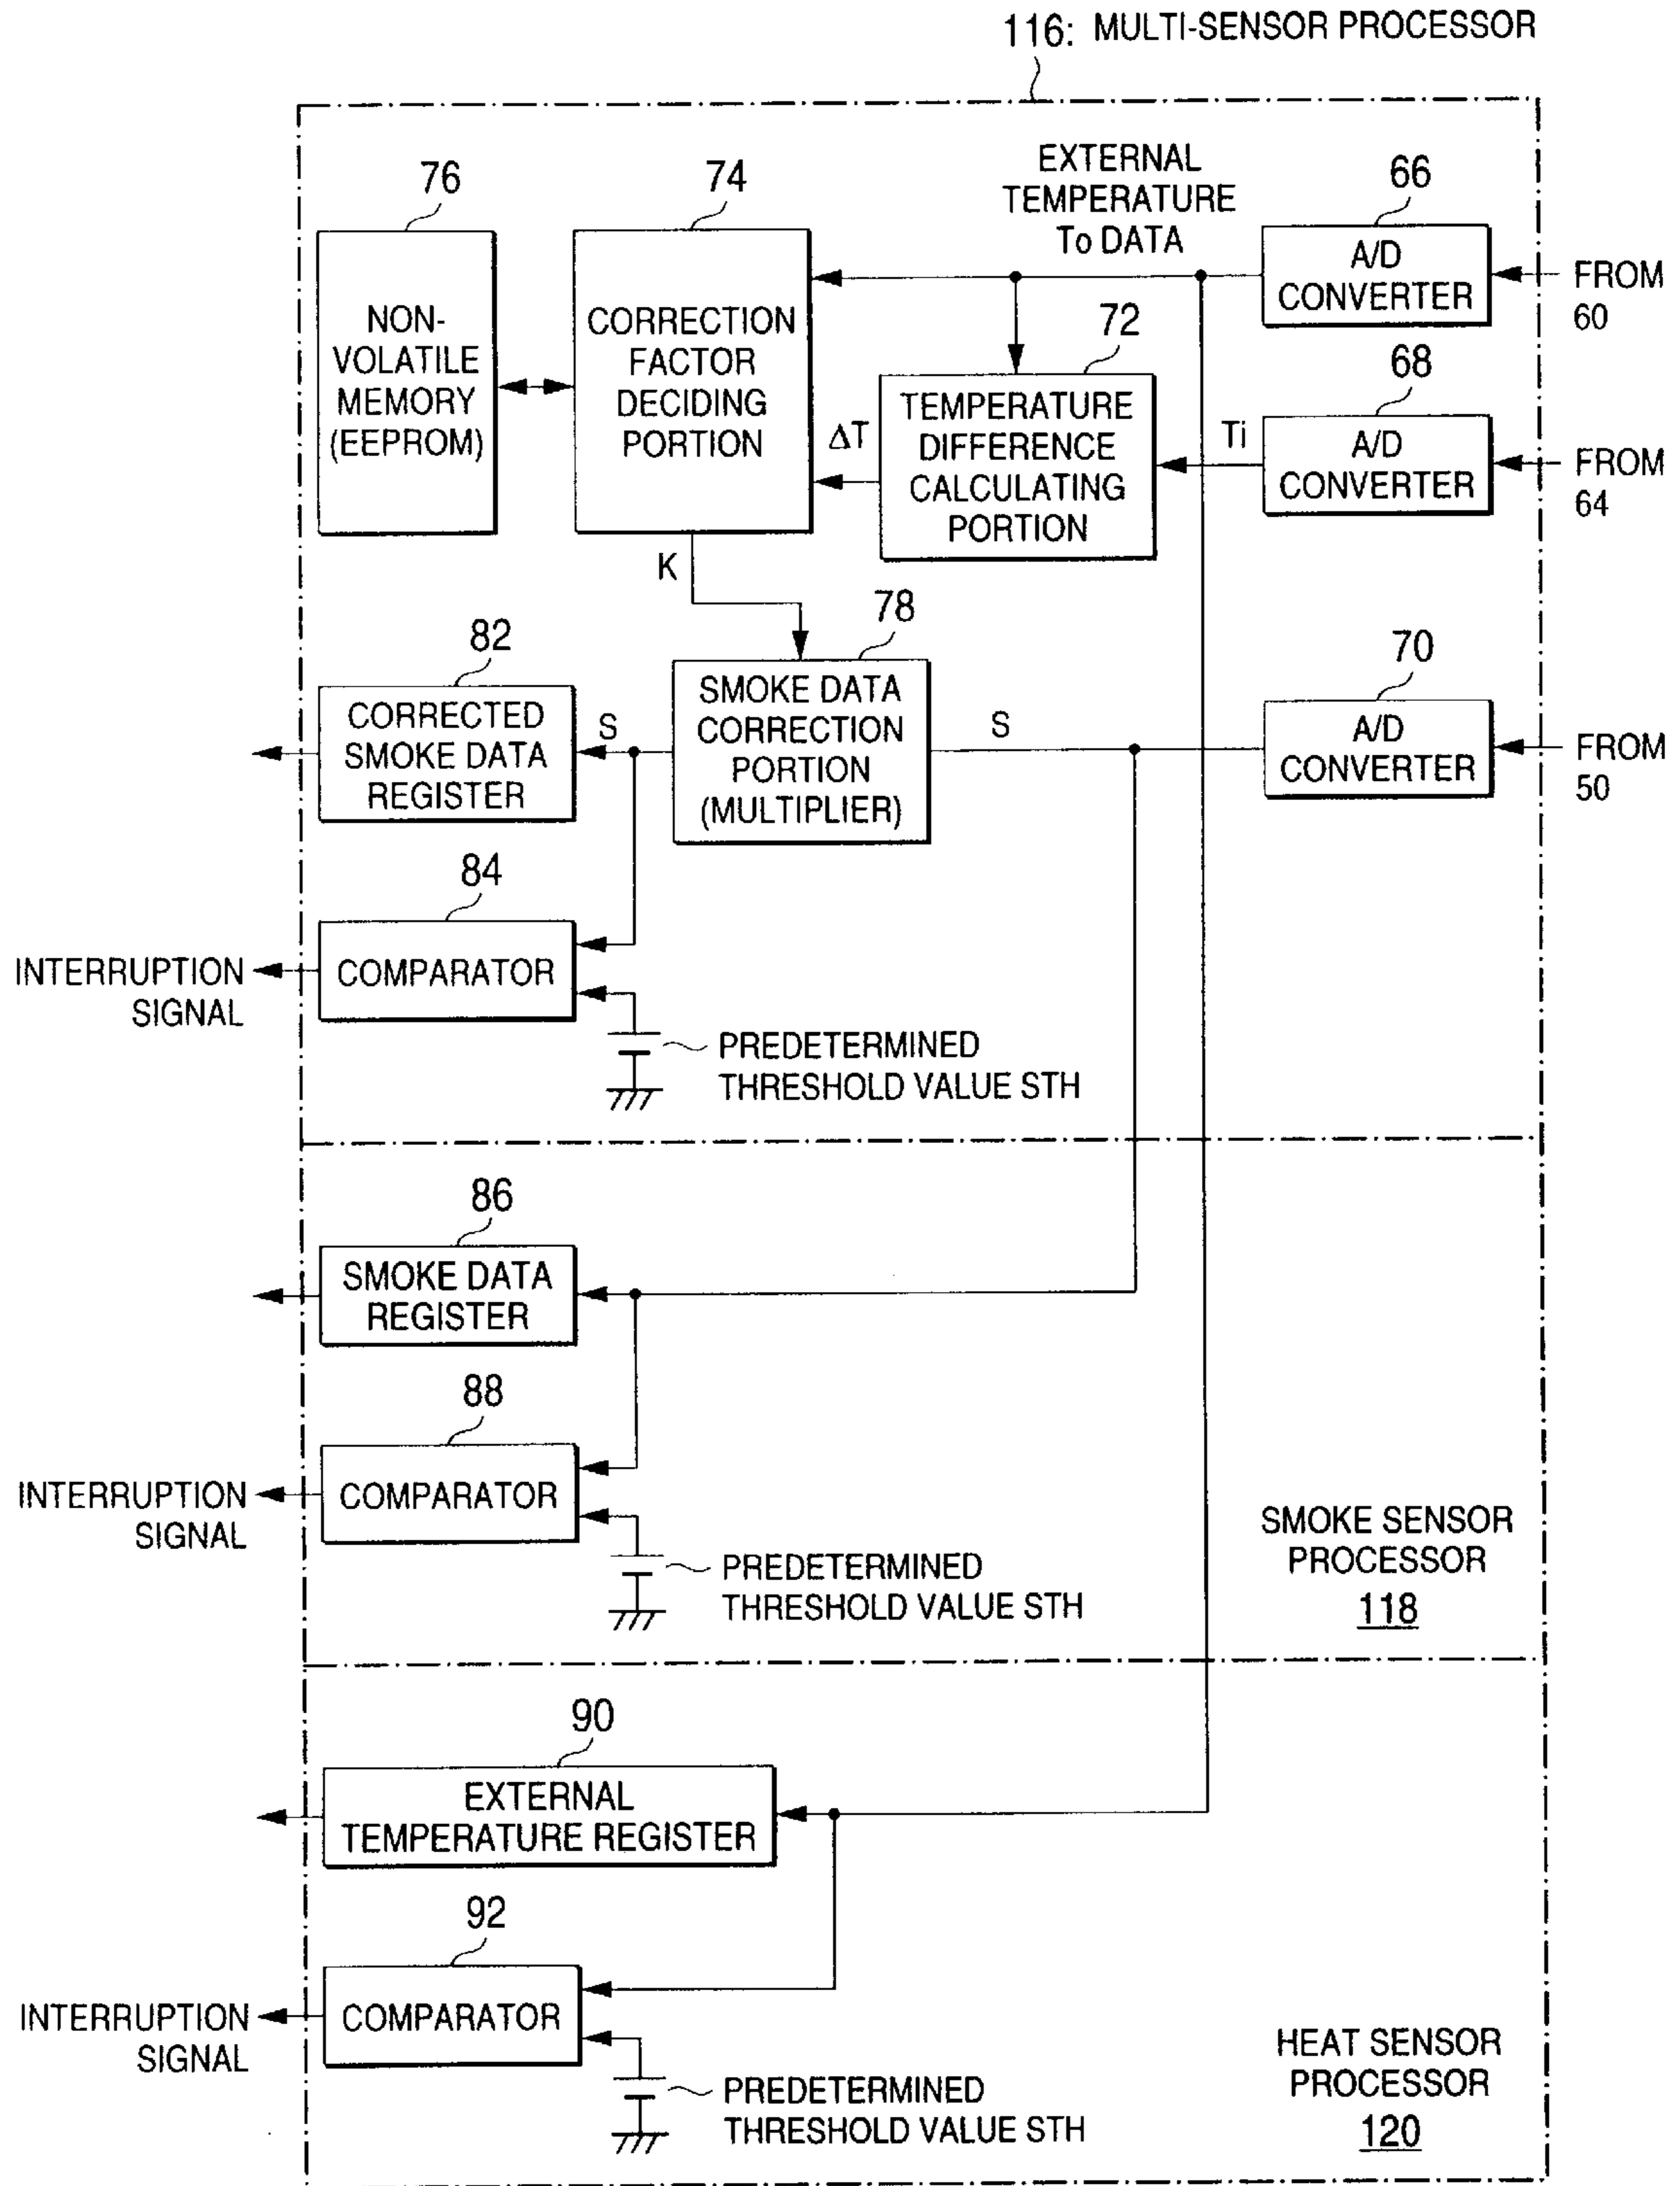 116: MULTI-SENSOR PROCESSOR
76
74
EXTERNAL
TEMPERATURE
To DATA
66
NON-
VOLATILE
MEMORY
(EEPROM)
CORRECTION
FACTOR
DECIDING
PORTION
A/D
CONVERTER
FROM
60
72
TEMPERATURE
DIFFERENCE
CALCULATING
PORTION
ΔT
Ti
68
A/D
CONVERTER
FROM
64
K
78
82
CORRECTED
SMOKE DATA
REGISTER
S
SMOKE DATA
CORRECTION
PORTION
(MULTIPLIER)
S
70
A/D
CONVERTER
FROM
50
84
COMPARATOR
INTERRUPTION
SIGNAL
PREDETERMINED
THRESHOLD VALUE STH
86
SMOKE DATA
REGISTER
88
COMPARATOR
INTERRUPTION
SIGNAL
PREDETERMINED
THRESHOLD VALUE STH
SMOKE SENSOR
PROCESSOR
118
90
EXTERNAL
TEMPERATURE REGISTER
92
COMPARATOR
INTERRUPTION
SIGNAL
PREDETERMINED
THRESHOLD VALUE STH
HEAT SENSOR
PROCESSOR
120